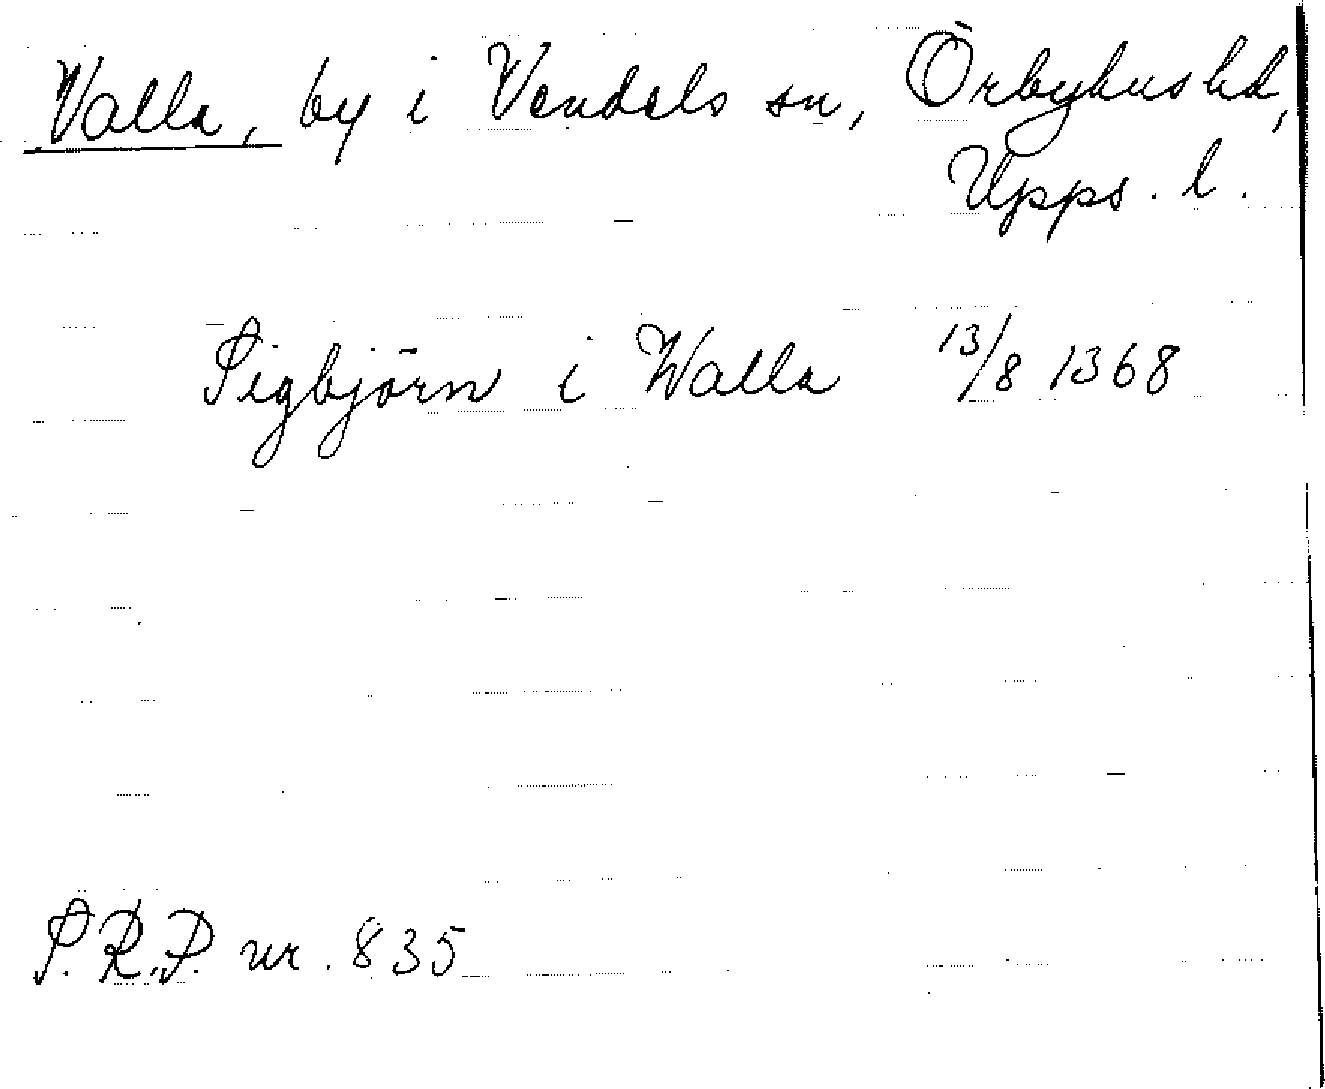 Valla, by i Vendels sn, Örbyhus hd,
Upps. l.
Sigbjörn i Walla 13/8 1368
S.R.P. nr. 835